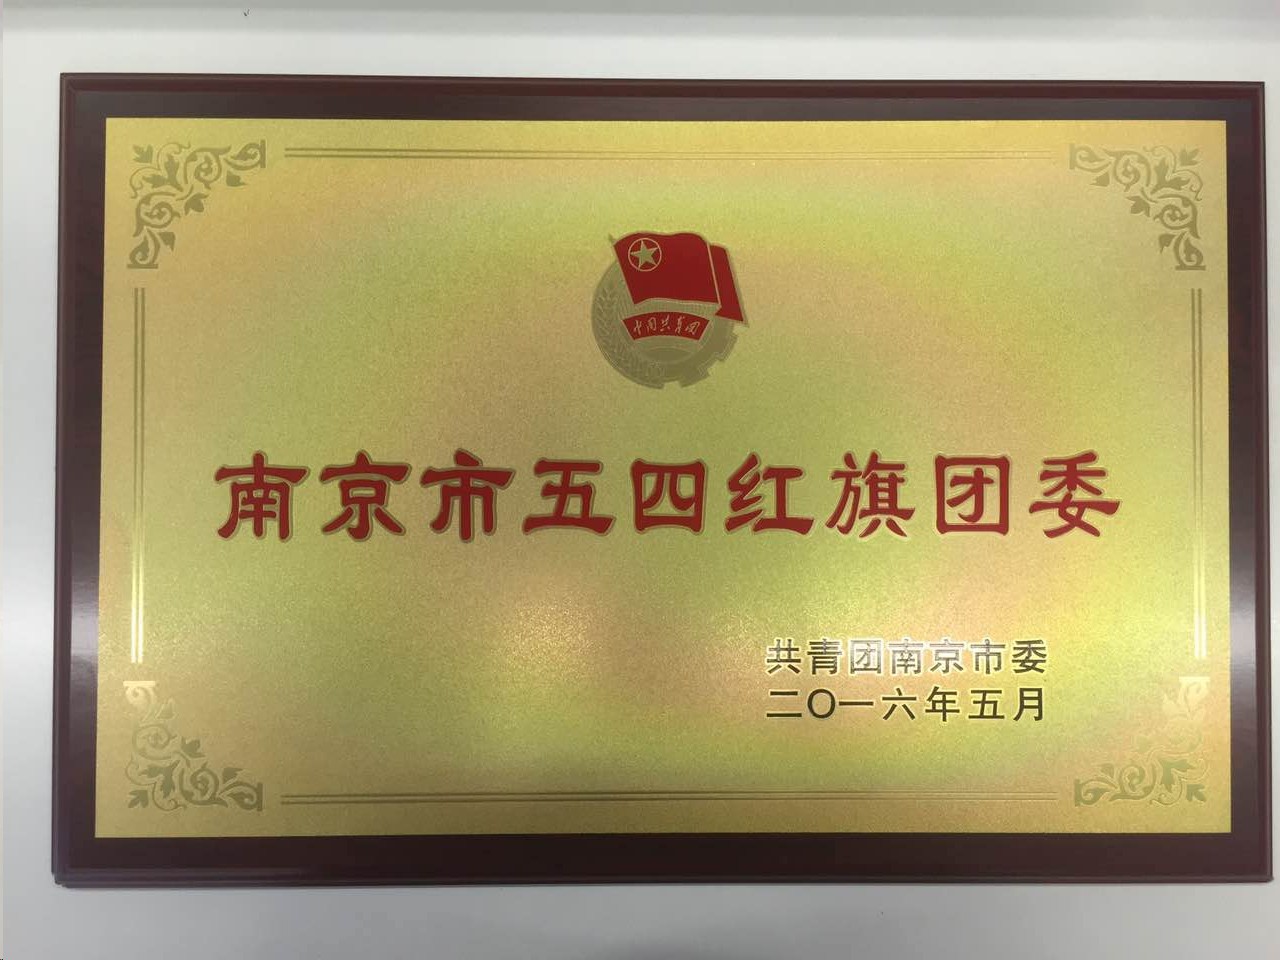 中国共青团
南京市五四红旗团委
共青团南京市委
二〇一六年五月